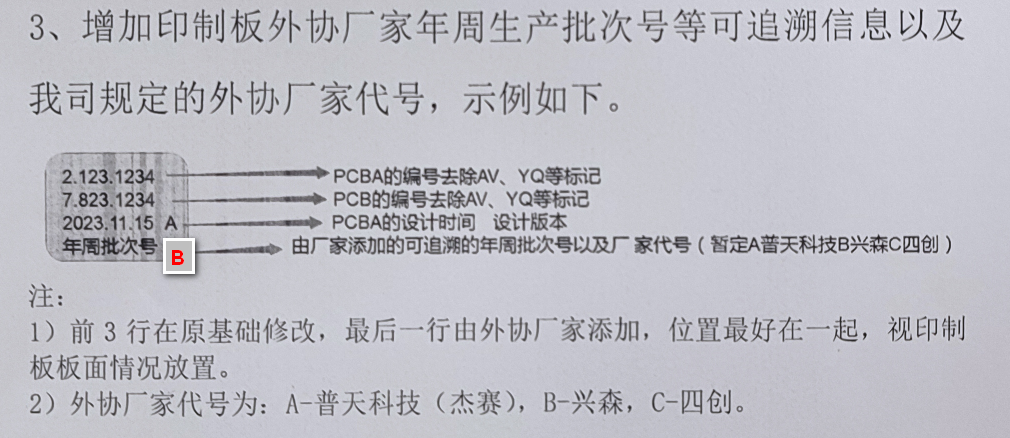 3、增加印制板外协厂家年周生产批次号等可追溯信息以及
我司规定的外协厂家代号，示例如下。
2.123.1234 PCBA的编号去除AV、YQ等标记
7.823.1234 PCB的编号去除AV、YQ等标记
2023.11.15 A PCBA的设计时间 设计版本
年周批次号 B 由厂家添加的可追溯的年周批次号以及厂 家代号（暂定A普天科技B兴森C四创）
注：
1）前 3 行在原基础修改，最后一行由外协厂家添加，位置最好在一起，视印制
板板面情况放置。
2）外协厂家代号为：A-普天科技（杰赛），B-兴森，C-四创。